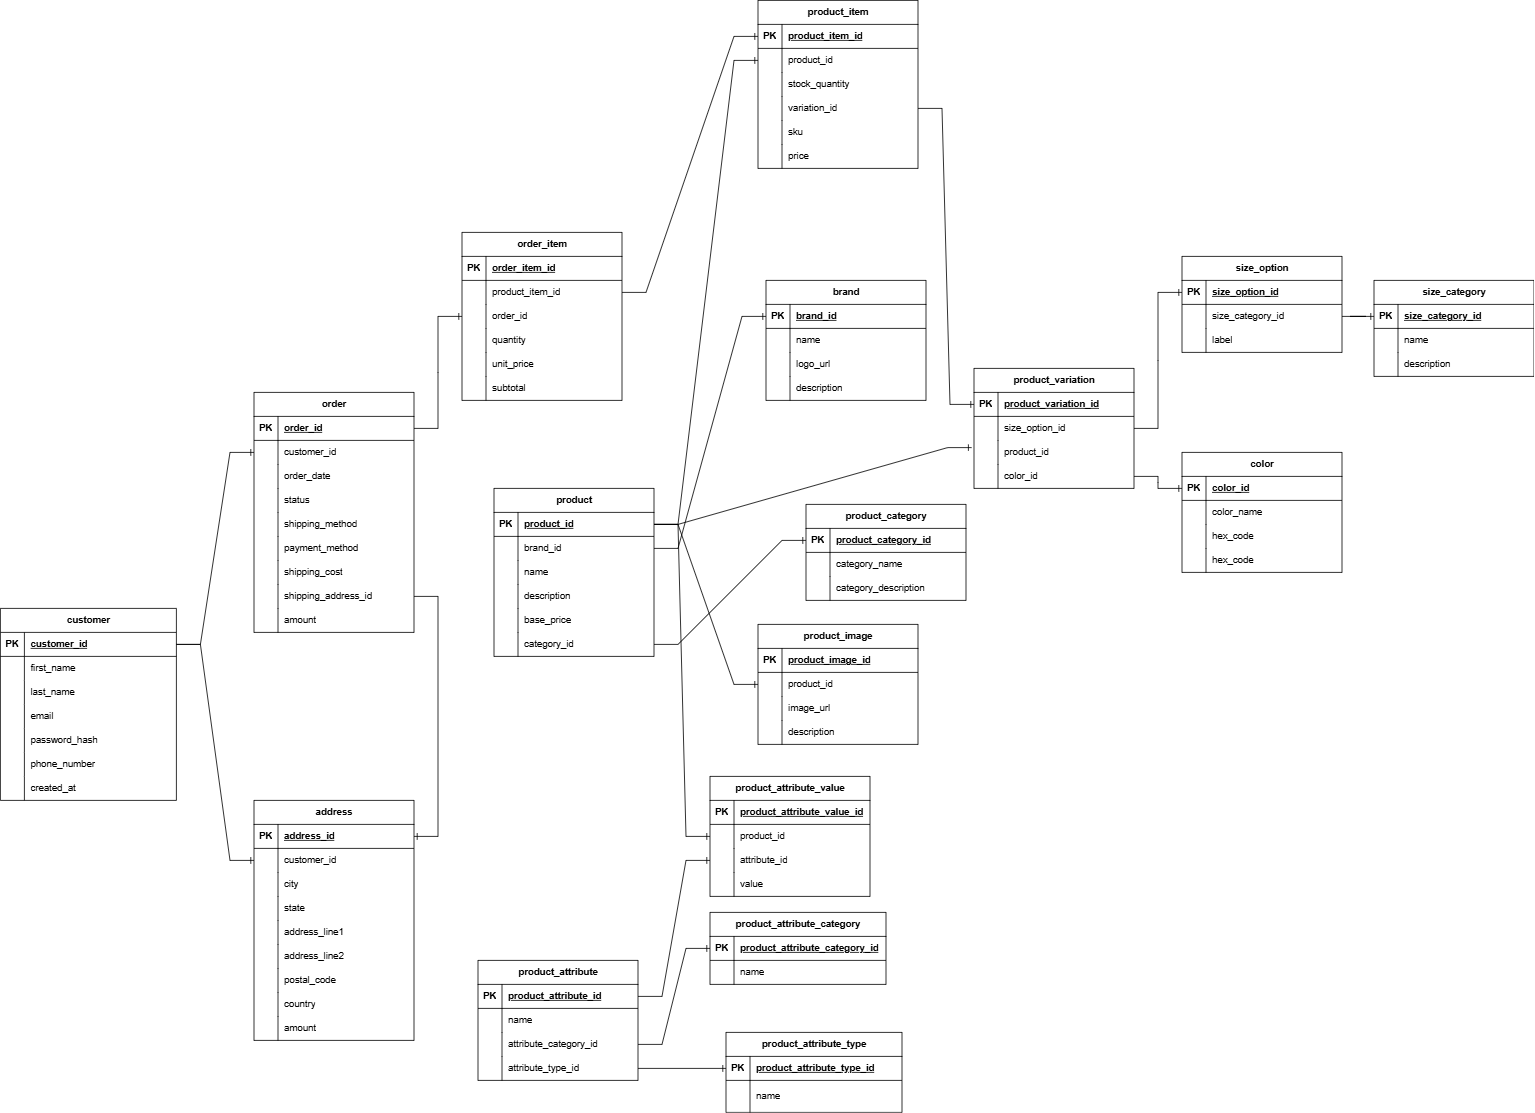 product_item
PK product_item_id
product_id
stock_quantity
variation_id
sku
price
order_item
PK order_item_id
product_item_id
order_id
quantity
unit_price
subtotal
brand
PK brand_id
name
logo_url
description
size_option
PK size_option_id
size_category_id
label
size_category
PK size_category_id
name
description
product_variation
PK product_variation_id
size_option_id
product_id
color_id
order
PK order_id
customer_id
order_date
status
shipping_method
payment_method
shipping_cost
shipping_address_id
amount
color
PK color_id
color_name
hex_code
hex_code
product
PK product_id
brand_id
name
description
base_price
category_id
product_category
PK product_category_id
category_name
category_description
customer
PK customer_id
first_name
last_name
email
password_hash
phone_number
created_at
product_image
PK product_image_id
product_id
image_url
description
product_attribute_value
PK product_attribute_value_id
product_id
attribute_id
value
address
PK address_id
customer_id
city
state
address_line1
address_line2
postal_code
country
amount
product_attribute_category
PK product_attribute_category_id
name
product_attribute
PK product_attribute_id
name
attribute_category_id
attribute_type_id
product_attribute_type
PK product_attribute_type_id
name